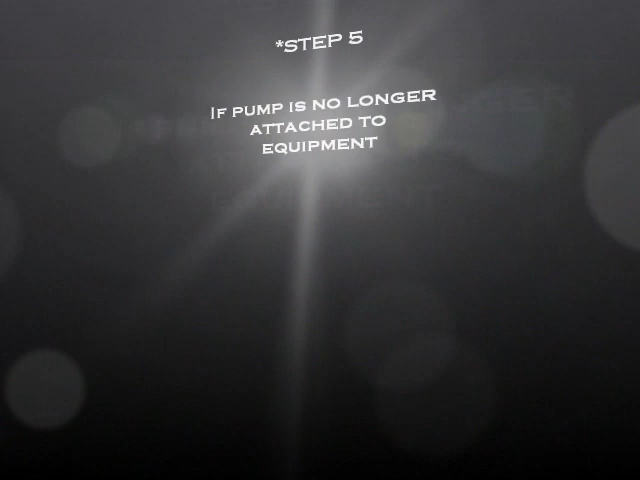 *STEP 5
IF PUMP IS NO LONGER
ATTACHED TO
EQUIPMENT